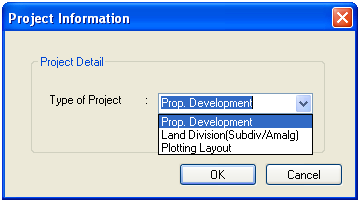 Project Information
Project Detail
Type of Project : Prop. Development
Prop. Development
Land Division(Subdiv/Amalg)
Plotting Layout
OK Cancel